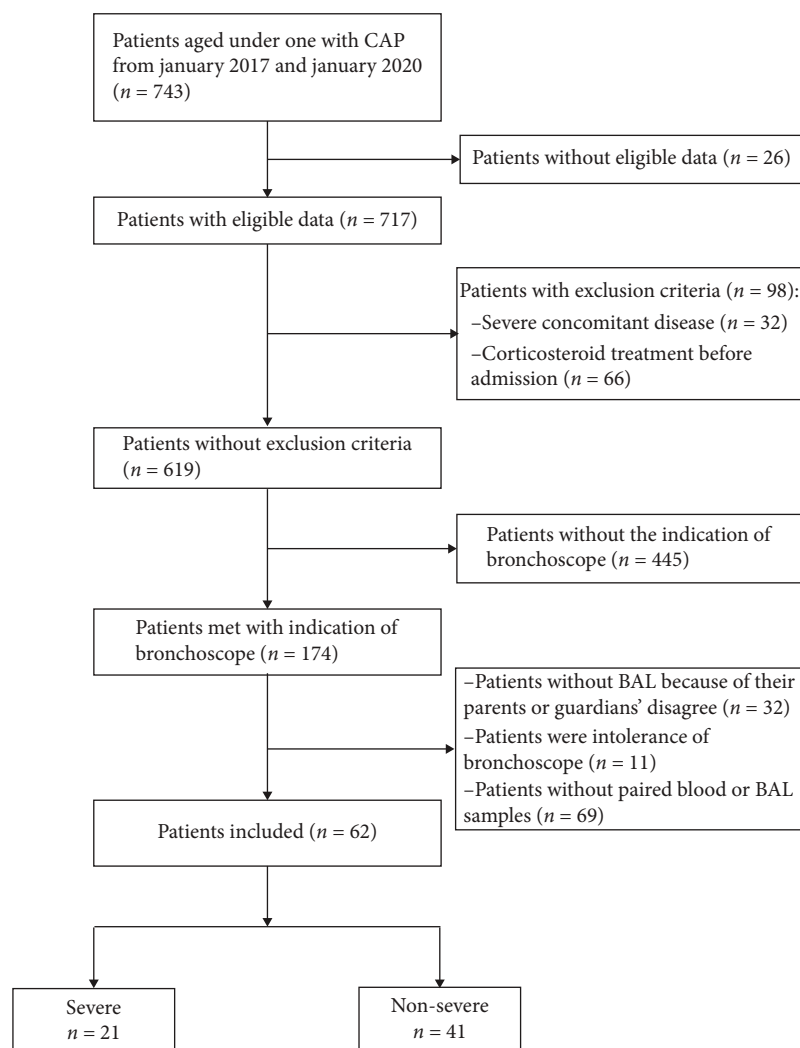 Patients aged under one with CAP
from january 2017 and january 2020
(n = 743)
Patients without eligible data (n = 26)
Patients with eligible data (n = 717)
Patients with exclusion criteria (n = 98):
–Severe concomitant disease (n = 32)
–Corticosteroid treatment before
admission (n = 66)
Patients without exclusion criteria
(n = 619)
Patients without the indication of
bronchoscope (n = 445)
Patients met with indication of
bronchoscope (n = 174)
–Patients without BAL because of their
parents or guardians’ disagree (n = 32)
–Patients were intolerance of
bronchoscope (n = 11)
–Patients without paired blood or BAL
samples (n = 69)
Patients included (n = 62)
Severe
n = 21
Non-severe
n = 41